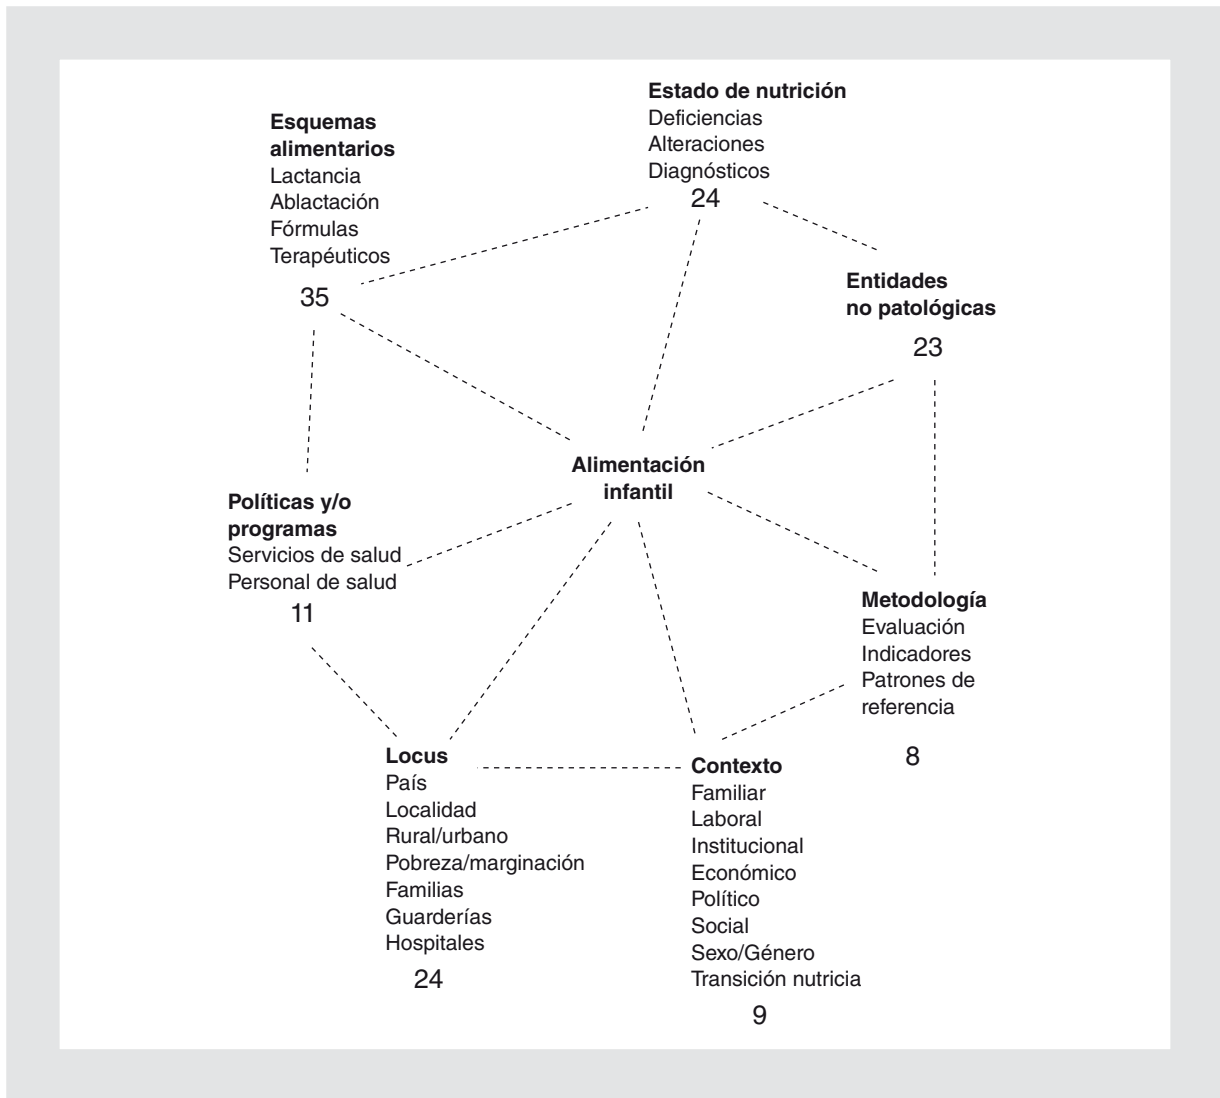 Estado de nutrición
Deficiencias
Alteraciones
Diagnósticos
24
Esquemas
alimentarios
Lactancia
Ablactación
Fórmulas
Terapéuticos
35
Entidades
no patológicas
23
Alimentación
infantil
Políticas y/o
programas
Servicios de salud
Personal de salud
11
Metodología
Evaluación
Indicadores
Patrones de
referencia
8
Locus
País
Localidad
Rural/urbano
Pobreza/marginación
Familias
Guarderías
Hospitales
24
Contexto
Familiar
Laboral
Institucional
Económico
Político
Social
Sexo/Género
Transición nutricia
9